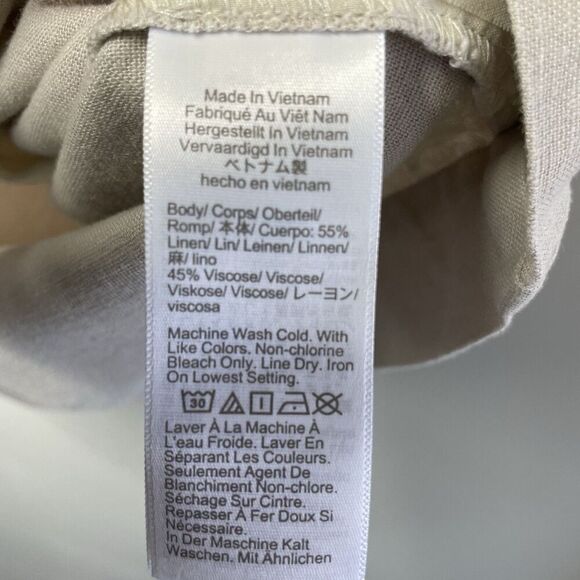 Made In Vietnam
Fabriqué Au Viêt Nam
Hergestellt In Vietnam
Vervaardigd In Vietnam
ベトナム製
hecho en vietnam
Body/ Corps/ Oberteil/
Romp/ 本体/ Cuerpo: 55%
Linen/ Lin/ Leinen/ Linnen/
麻/ lino
45% Viscose/ Viscose/
Viskose/ Viscose/ レーヨン/
viscosa
Machine Wash Cold. With
Like Colors. Non-chlorine
Bleach Only. Line Dry. Iron
On Lowest Setting.
30
Laver À La Machine À
L'eau Froide. Laver En
Séparant Les Couleurs.
Seulement Agent De
Blanchiment Non-chlore.
Séchage Sur Cintre.
Repasser À Fer Doux Si
Nécessaire.
In Der Maschine Kalt
Waschen. Mit Ähnlichen